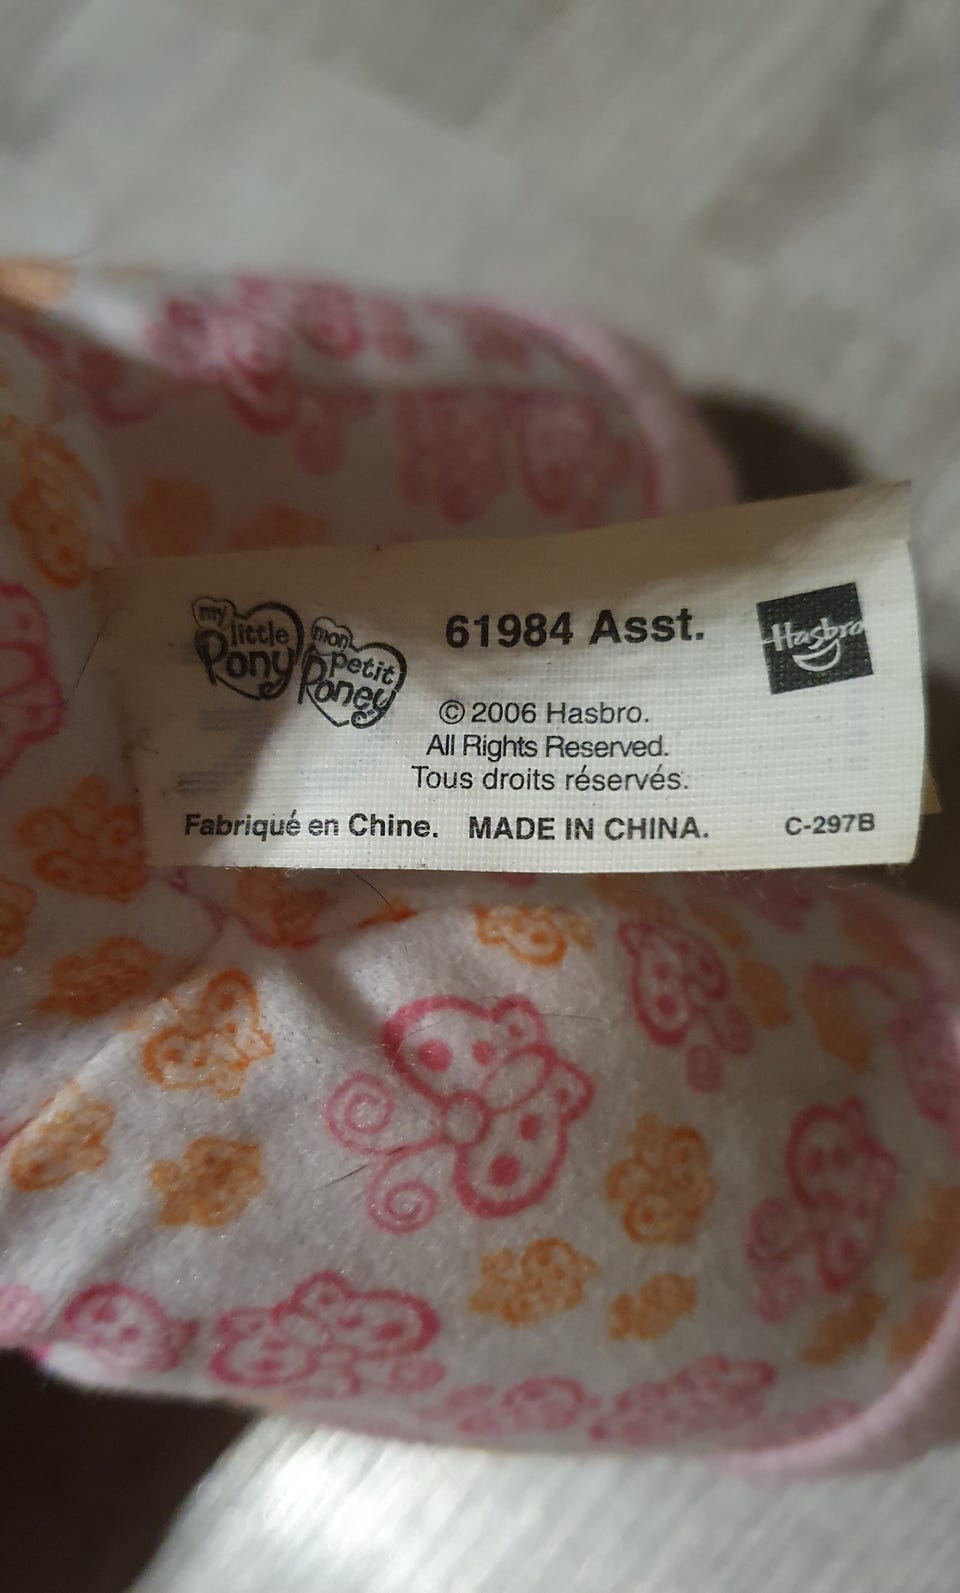 my little Pony
mon Petit Poney
61984 Asst.
Hasbro
© 2006 Hasbro.
All Rights Reserved.
Tous droits réservés.
Fabriqué en Chine. MADE IN CHINA. C-297B